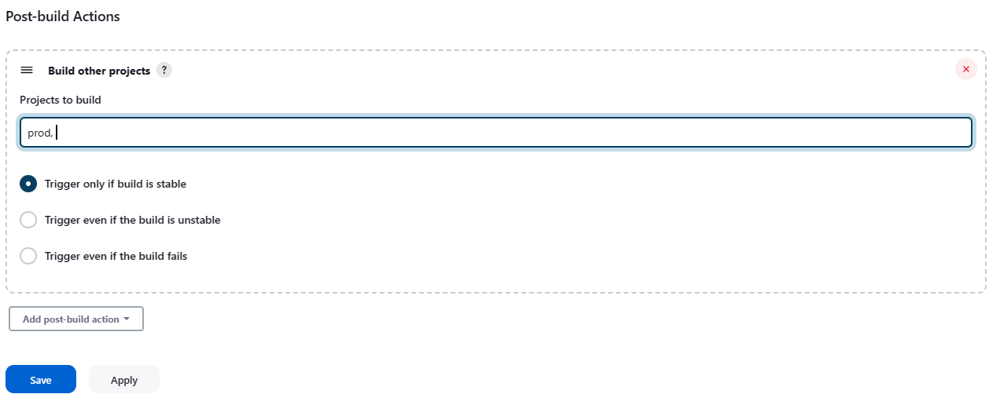 Post-build Actions
Build other projects ?
Projects to build
prod,
Trigger only if build is stable
Trigger even if the build is unstable
Trigger even if the build fails
Add post-build action
Save Apply